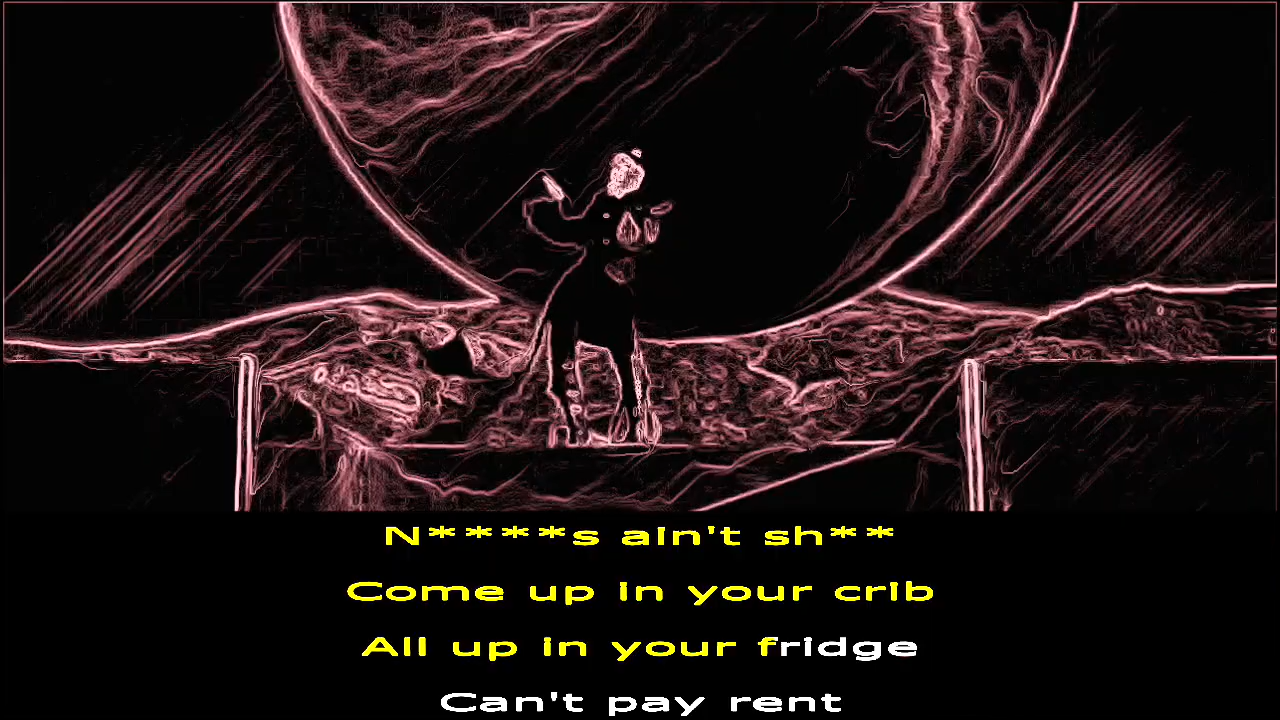 N****s ain't sh**
Come up in your crib
All up in your fridge
Can't pay rent